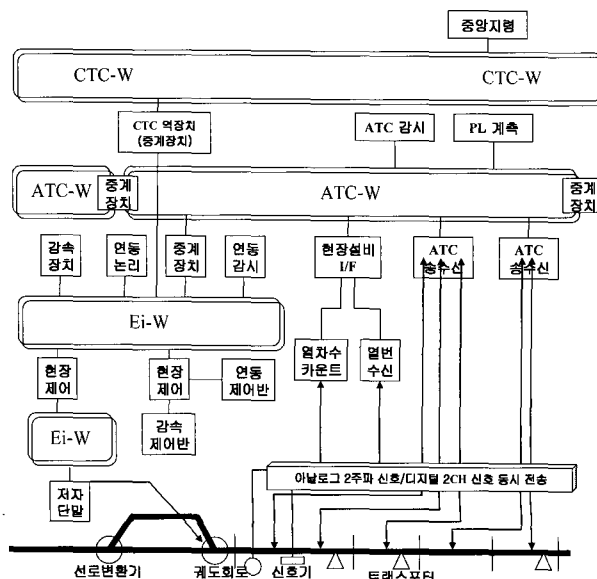 중앙지령
CTC-W
CTC-W
CTC 역장치
(중계장치)
ATC 감시
PL 계측
ATC-W
중계
장치
ATC-W
중계
장치
감속
장치
연동
논리
중계
장치
연동
감시
현장설비
I/F
ATC
송수신
ATC
송수신
Ei-W
현장
제어
현장
제어
연동
제어반
열차수
카운트
열번
수신
감속
제어반
Ei-W
저자
단말
아날로그 2주파 신호/디지털 2CH 신호 동시 전송
선로변환기
궤도회로
신호기
트랜스포터